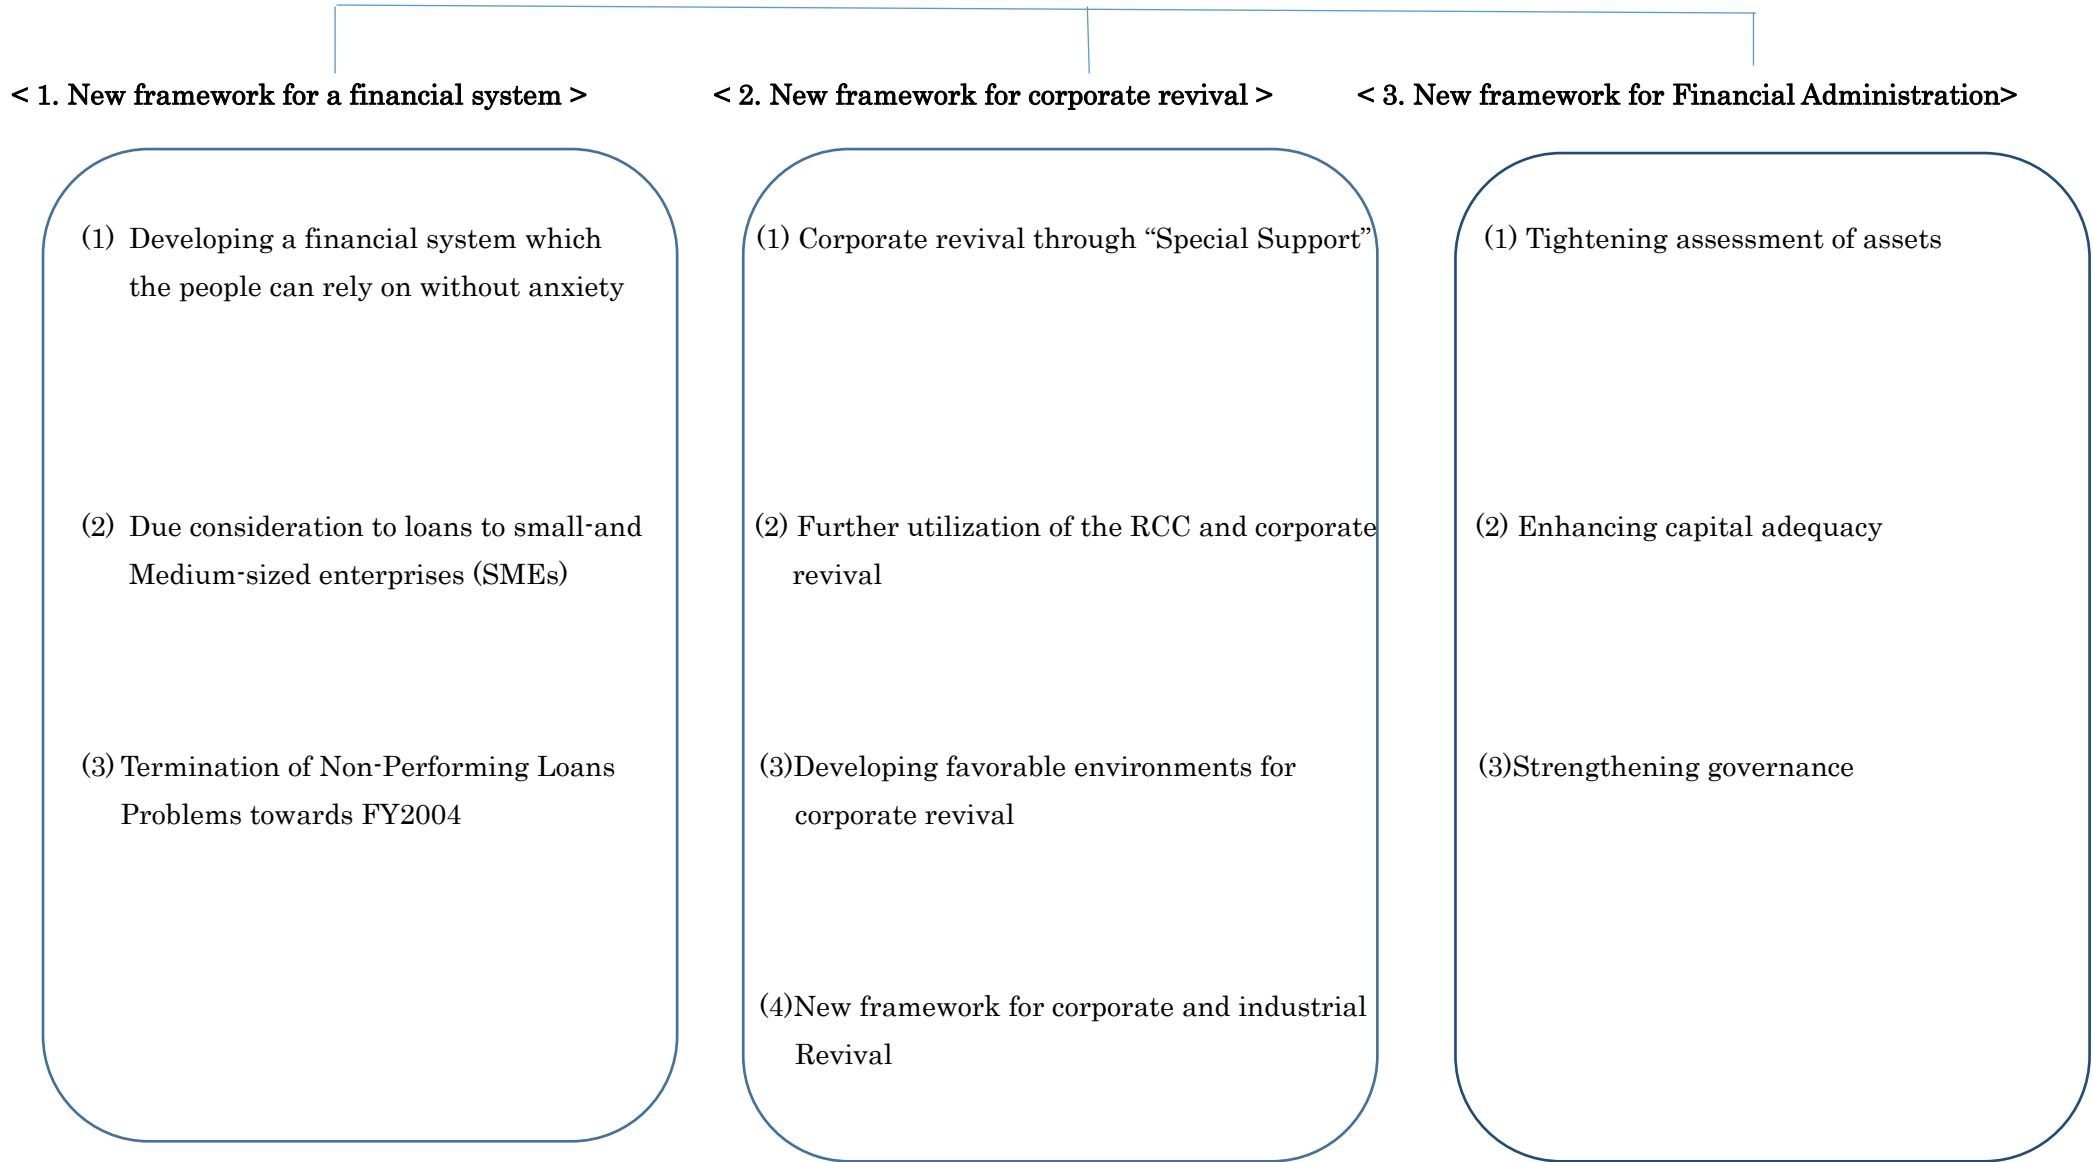 < 1. New framework for a financial system >
(1) Developing a financial system which
the people can rely on without anxiety
(2) Due consideration to loans to small-and
Medium-sized enterprises (SMEs)
(3) Termination of Non-Performing Loans
Problems towards FY2004
< 2. New framework for corporate revival >
(1) Corporate revival through “Special Support”
(2) Further utilization of the RCC and corporate
revival
(3)Developing favorable environments for
corporate revival
(4)New framework for corporate and industrial
Revival
< 3. New framework for Financial Administration>
(1) Tightening assessment of assets
(2) Enhancing capital adequacy
(3)Strengthening governance